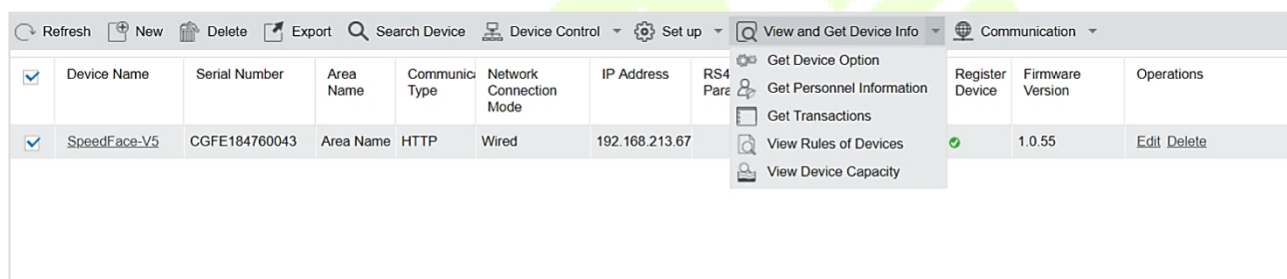 Refresh New Delete Export Search Device Device Control Set up View and Get Device Info Communication
Get Device Option
Get Personnel Information
Get Transactions
View Rules of Devices
View Device Capacity
Device Name Serial Number Area Name Communica Type Network Connection Mode IP Address RS4 Para Register Device Firmware Version Operations
SpeedFace-V5 CGFE184760043 Area Name HTTP Wired 192.168.213.67 1.0.55 Edit Delete